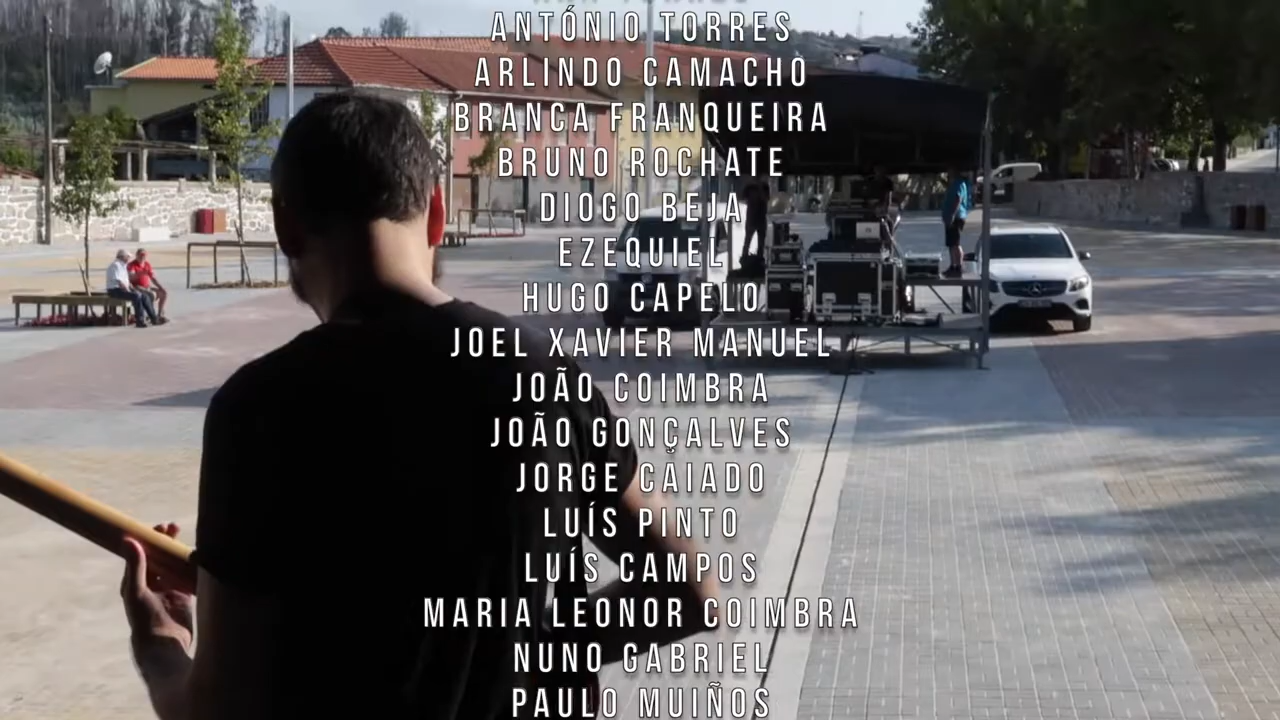 ANTÓNIO TORRES
ARLINDO CAMACHO
BRANCA FRANQUEIRA
BRUNO ROCHATE
DIOGO BEJA
EZEQUIEL
HUGO CAPELO
JOEL XAVIER MANUEL
JOÃO COIMBRA
JOÃO GONÇALVES
JORGE CAIADO
LUÍS PINTO
LUÍS CAMPOS
MARIA LEONOR COIMBRA
NUNO GABRIEL
PAULO MUIÑOS